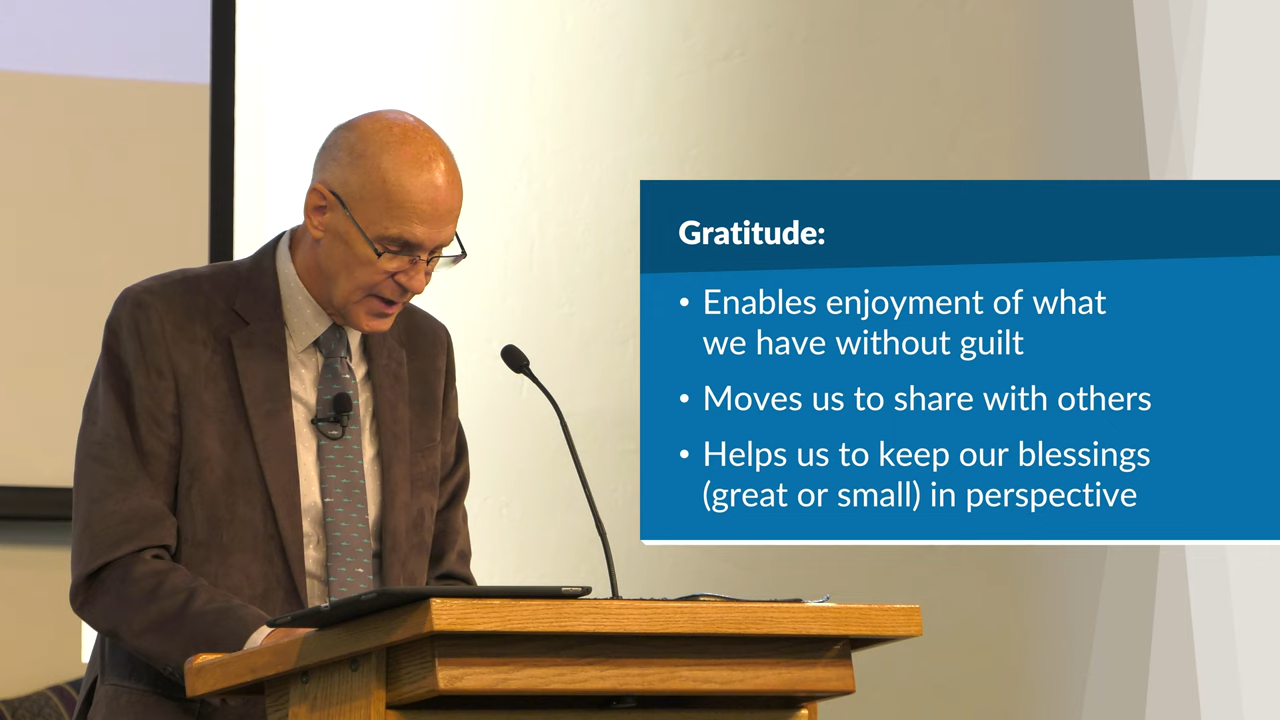 Gratitude:
• Enables enjoyment of what
we have without guilt
• Moves us to share with others
• Helps us to keep our blessings
(great or small) in perspective